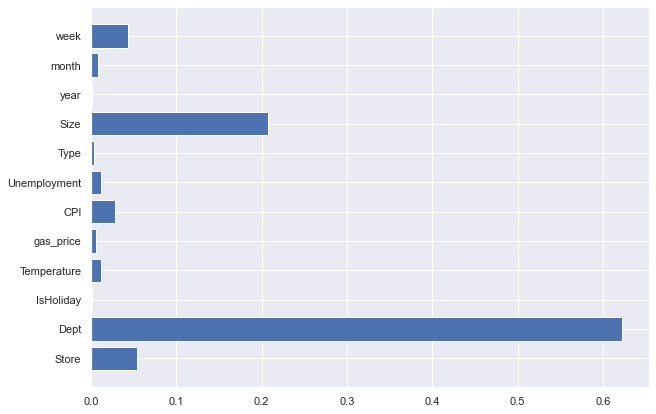 week
month
year
Size
Type
Unemployment
CPI
gas_price
Temperature
IsHoliday
Dept
Store
0.0 0.1 0.2 0.3 0.4 0.5 0.6